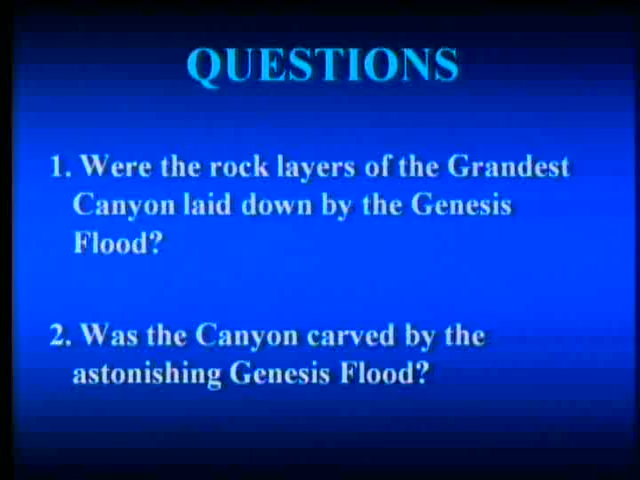 QUESTIONS
1. Were the rock layers of the Grandest
Canyon laid down by the Genesis
Flood?
2. Was the Canyon carved by the
astonishing Genesis Flood?